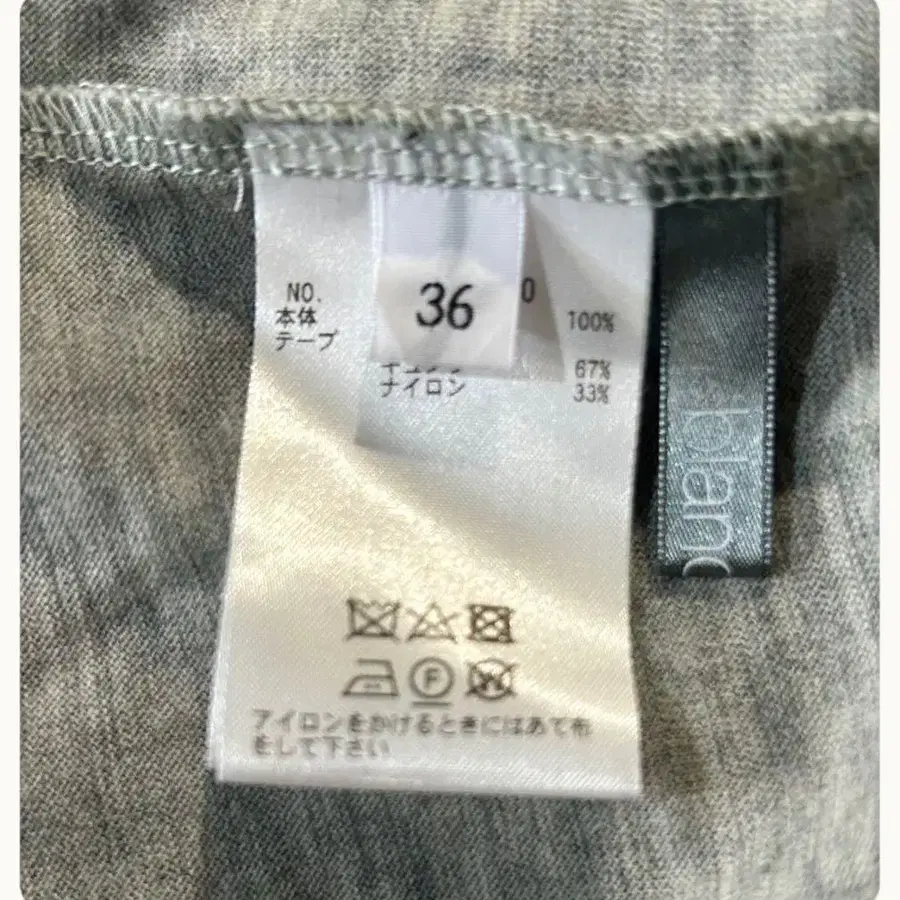 NO. 0
36
本体 100%
テープ 67%
ナイロン 33%
blanc
F
W
アイロンをかけるときにはあて布
をして下さい